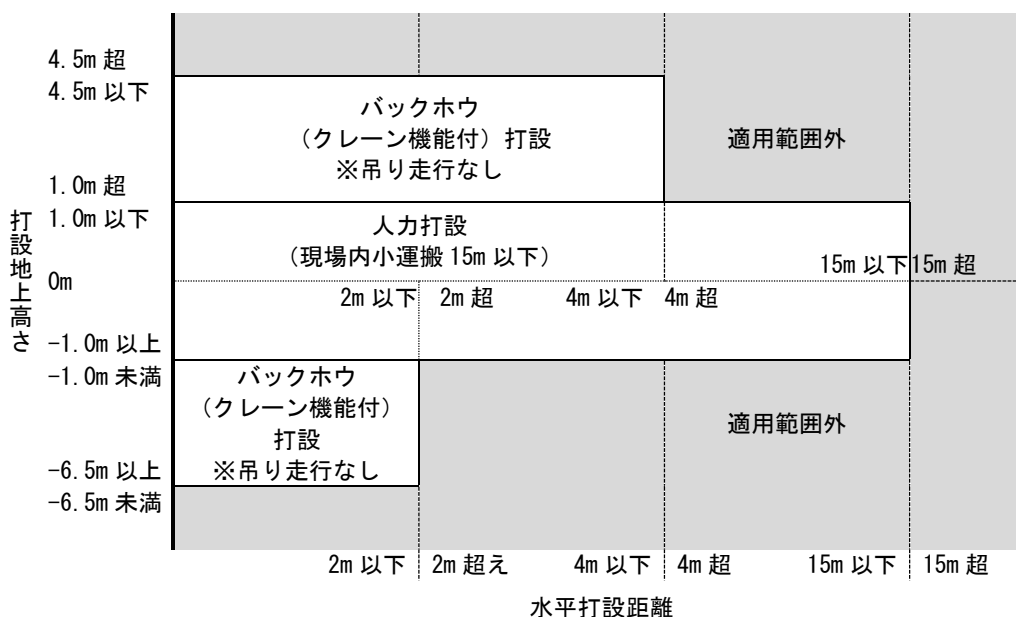 4.5m 超
4.5m 以下
バックホウ
（クレーン機能付）打設
※吊り走行なし
適用範囲外
1.0m 超
1.0m 以下
打設地上高さ
人力打設
（現場内小運搬 15m 以下）
15m 以下 15m 超
0m
2m 以下 2m 超 4m 以下 4m 超
-1.0m 以上
-1.0m 未満
バックホウ
（クレーン機能付）
打設
※吊り走行なし
適用範囲外
-6.5m 以上
-6.5m 未満
2m 以下 2m 超え 4m 以下 4m 超 15m 以下 15m 超
水平打設距離